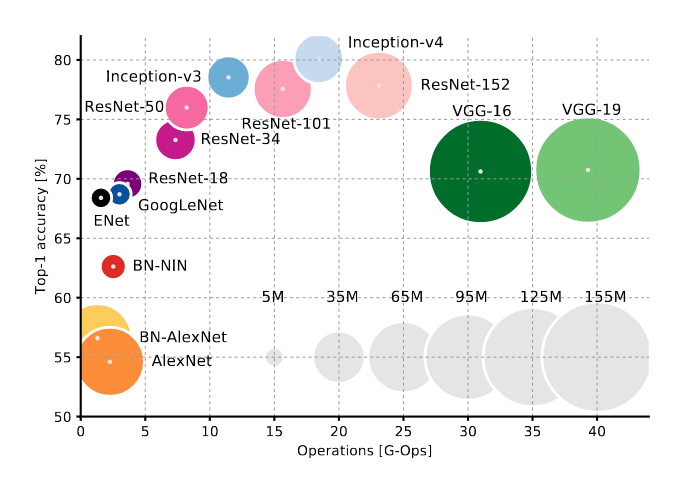 Inception-v4
80
Inception-v3
ResNet-152
ResNet-50
VGG-16
VGG-19
75
ResNet-101
ResNet-34
70
ResNet-18
GoogLeNet
ENet
65
BN-NIN
60
5M 35M 65M 95M 125M 155M
BN-AlexNet
55
AlexNet
50
0 5 10 15 20 25 30 35 40
Operations [G-Ops]
Top-1 accuracy [%]